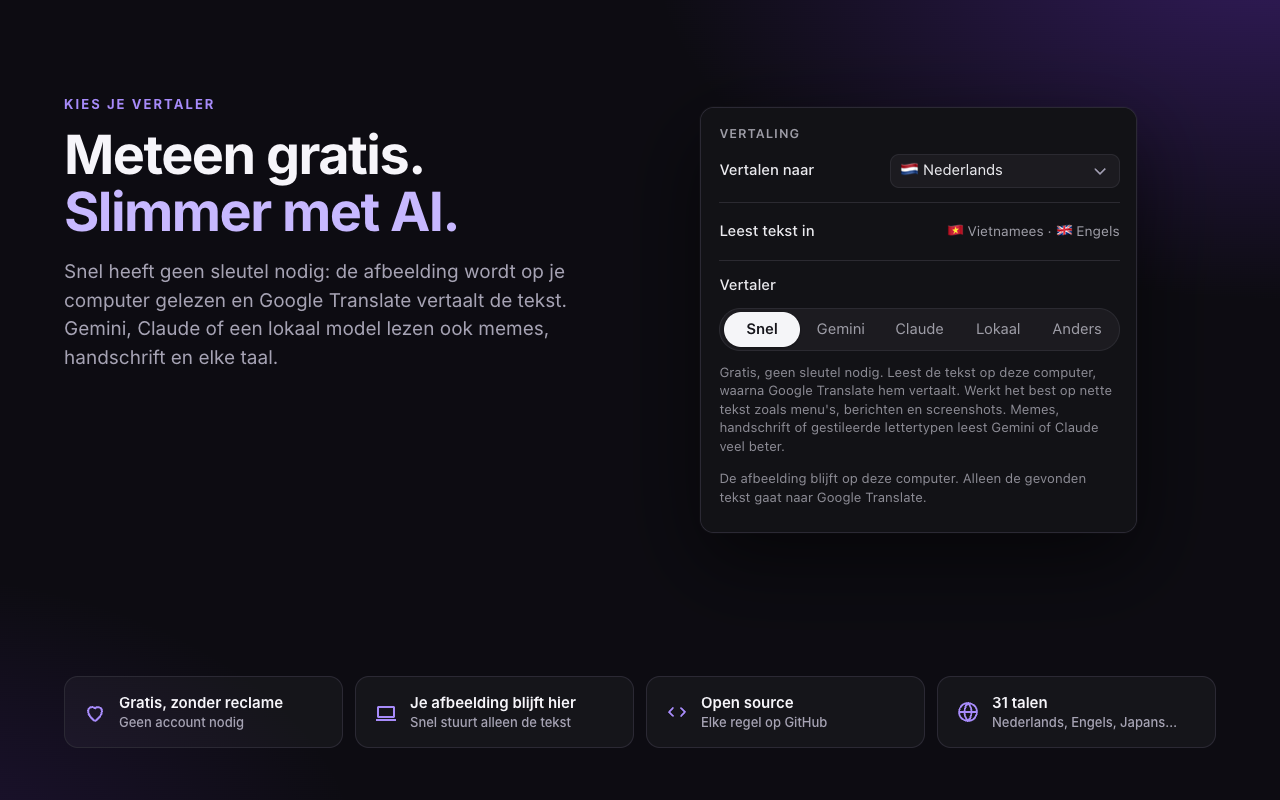 KIES JE VERTALER
Meteen gratis.
Slimmer met AI.
Snel heeft geen sleutel nodig: de afbeelding wordt op je
computer gelezen en Google Translate vertaalt de tekst.
Gemini, Claude of een lokaal model lezen ook memes,
handschrift en elke taal.
VERTALING
Vertalen naar
Nederlands
Leest tekst in
Vietnamees · Engels
Vertaler
Snel Gemini Claude Lokaal Anders
Gratis, geen sleutel nodig. Leest de tekst op deze computer,
waarna Google Translate hem vertaalt. Werkt het best op nette
tekst zoals menu's, berichten en screenshots. Memes,
handschrift of gestileerde lettertypen leest Gemini of Claude
veel beter.
De afbeelding blijft op deze computer. Alleen de gevonden
tekst gaat naar Google Translate.
Gratis, zonder reclame
Geen account nodig
Je afbeelding blijft hier
Snel stuurt alleen de tekst
Open source
Elke regel op GitHub
31 talen
Nederlands, Engels, Japans...